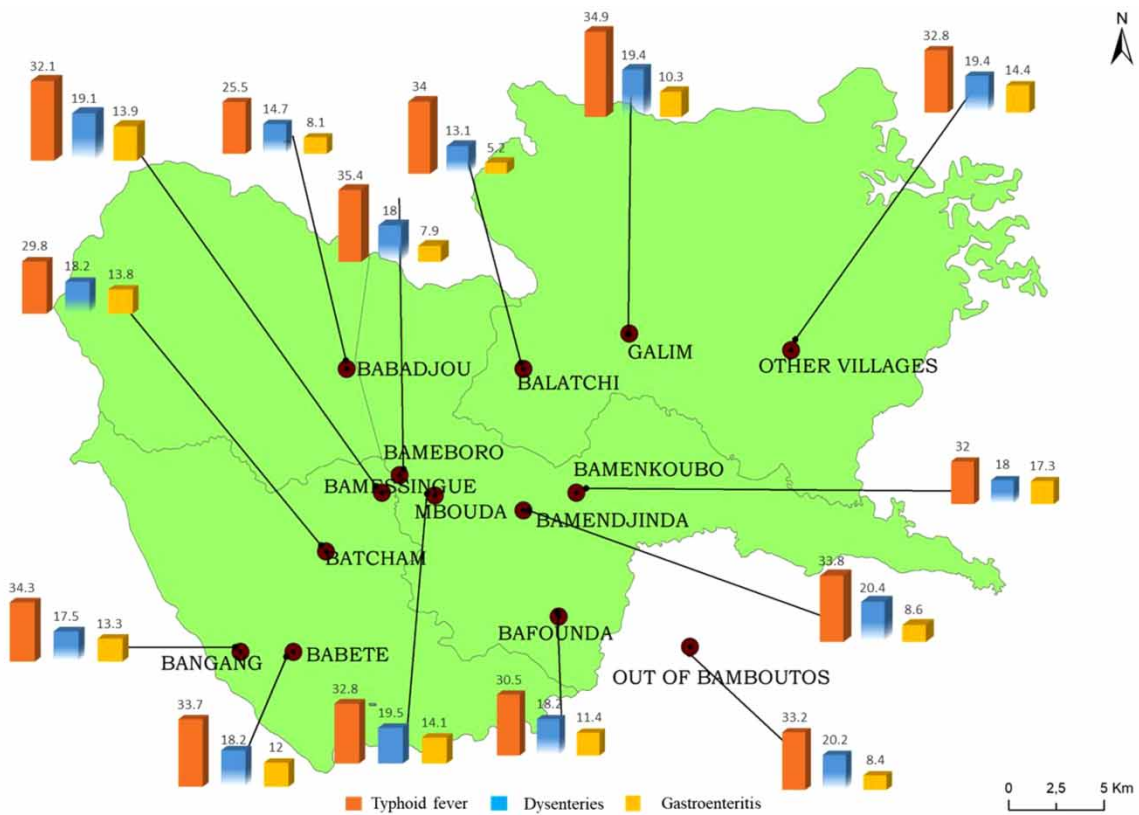 34.9
N
32.8
32.1
19.4
19.4
34
25.5
19.1
14.4
10.3
13.9
14.7
13.1
8.1
5.2
35.4
18
7.9
29.8
18.2
13.8
GALIM
OTHER VILLAGES
BABADJOU
BALATCHI
BAMEBORO
32
BAMENKOUBO
18
17.3
BAMESSINGUE
MBOUDA
BAMENDJINDA
BATCHAM
33.8
34.3
20.4
17.5
8.6
13.3
BAFOUNDA
BANGANG
BABETE
OUT OF BAMBOUTOS
30.5
32.8
33.7
18.2
33.2
19.5
11.4
14.1
18.2
20.2
12
8.4
0 2,5 5 Km
Typhoid fever Dysenteries Gastroenteritis